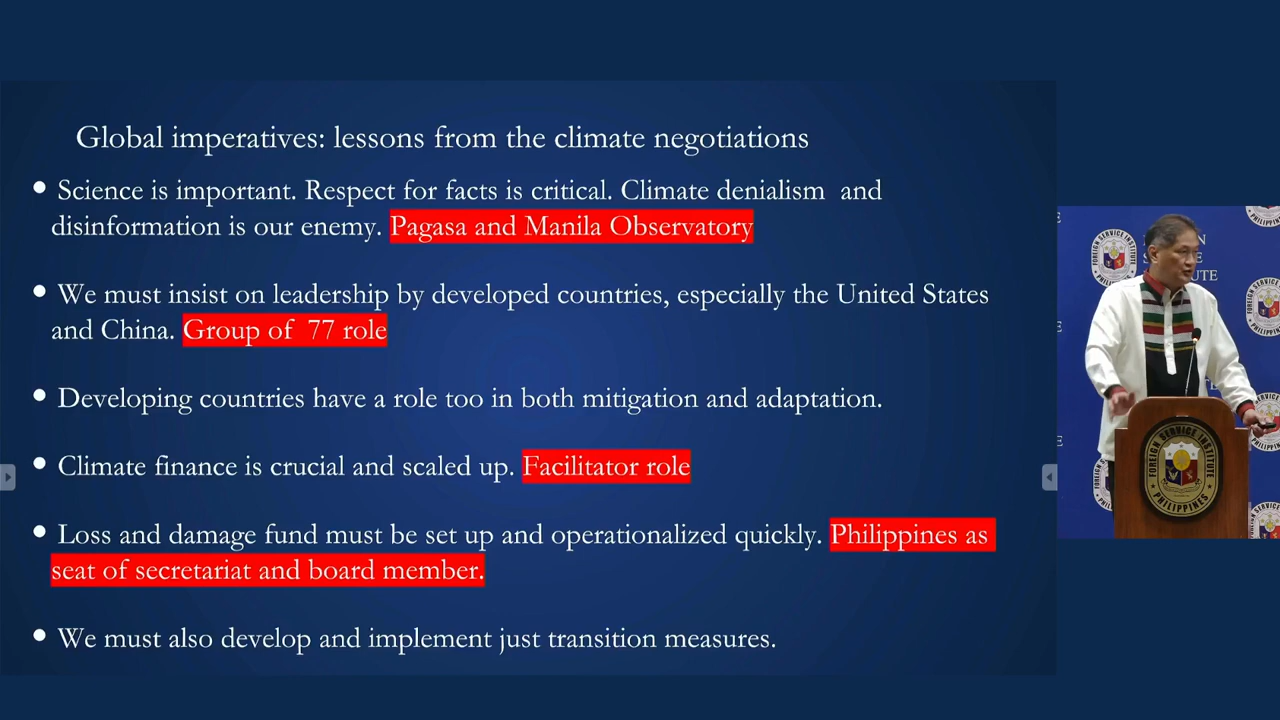 Global imperatives: lessons from the climate negotiations
• Science is important. Respect for facts is critical. Climate denialism and
disinformation is our enemy. Pagasa and Manila Observatory
• We must insist on leadership by developed countries, especially the United States
and China. Group of 77 role
• Developing countries have a role too in both mitigation and adaptation.
• Climate finance is crucial and scaled up. Facilitator role
• Loss and damage fund must be set up and operationalized quickly. Philippines as
seat of secretariat and board member.
• We must also develop and implement just transition measures.
FOREIGN SERVICE INSTITUTE
PHILIPPINES